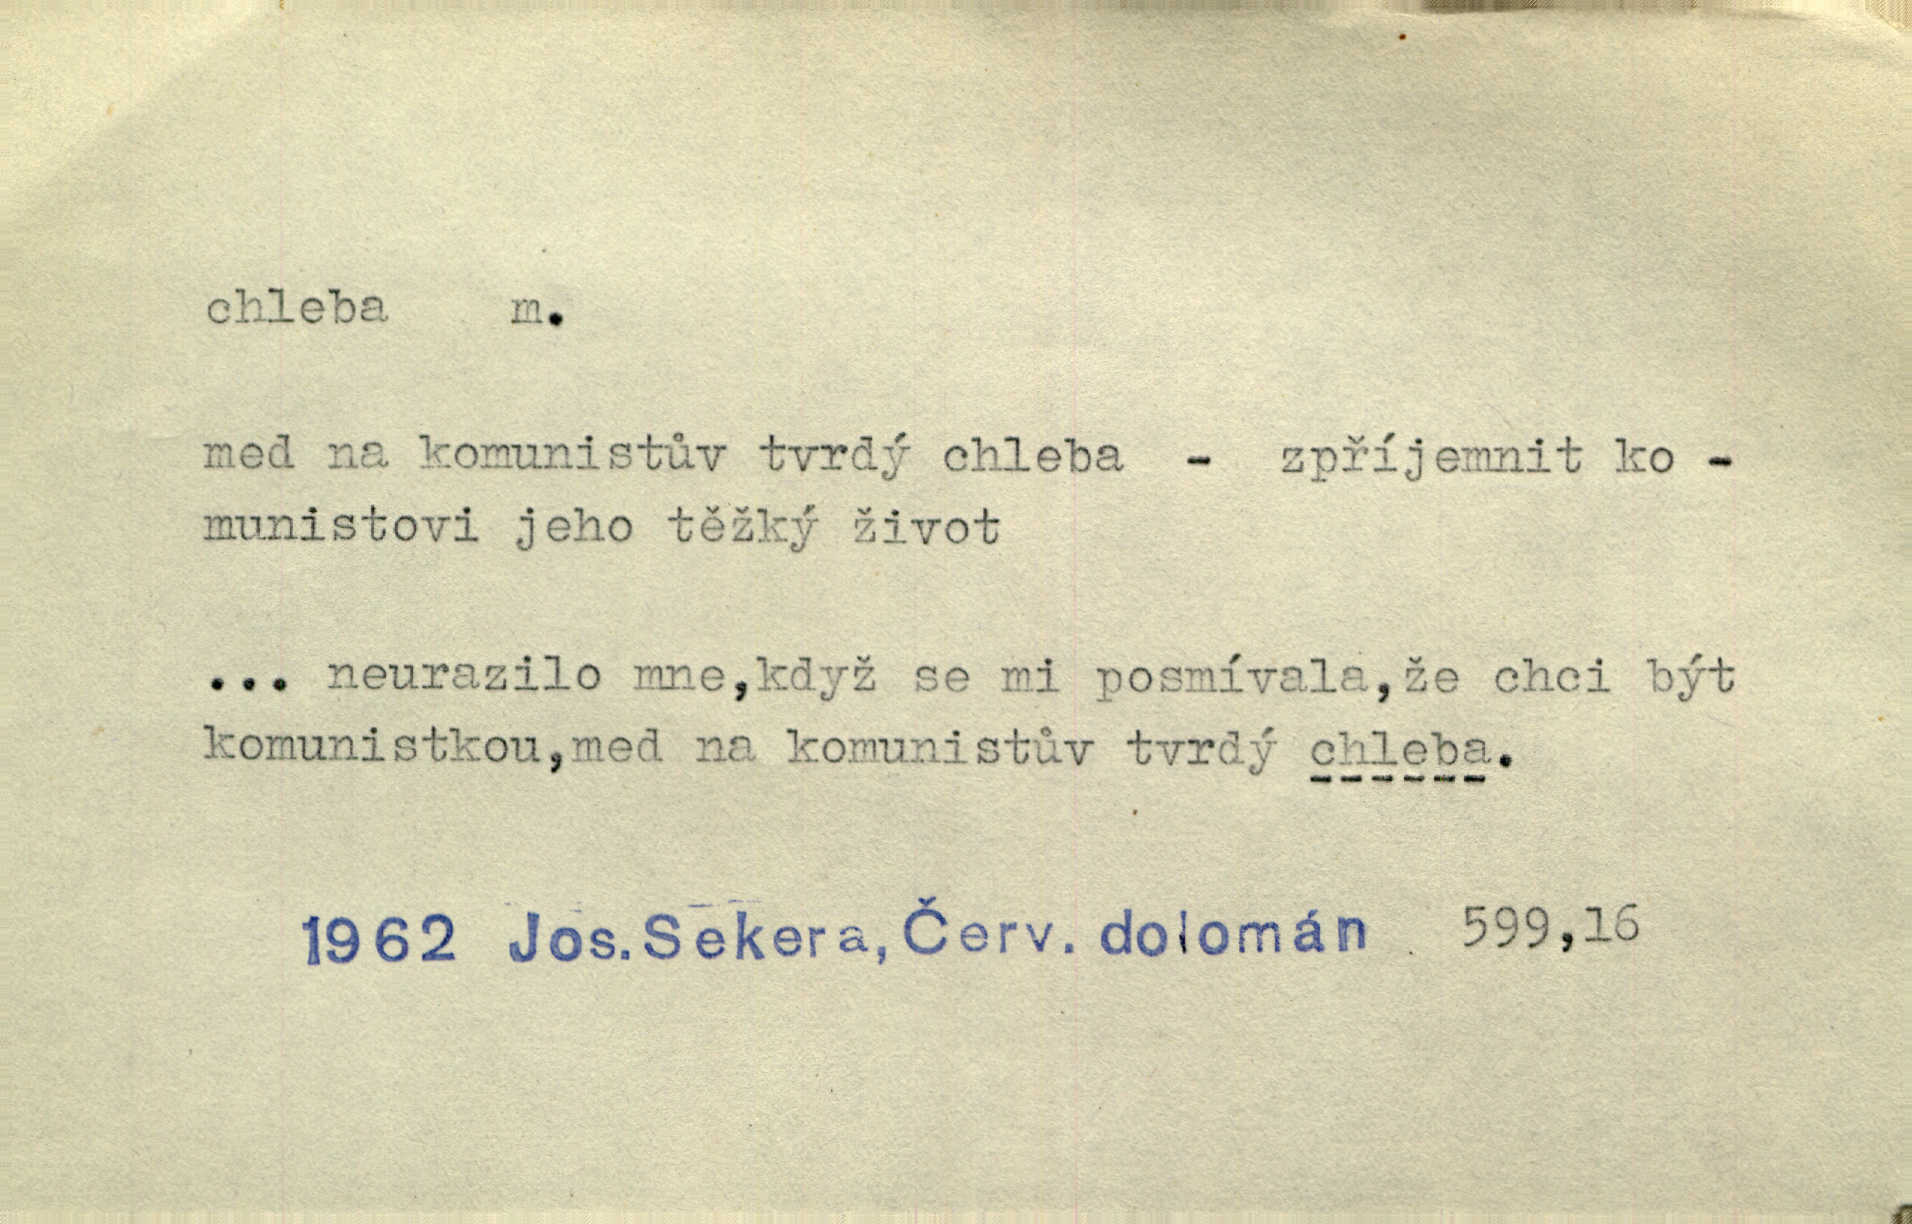 chleba m.
med na komunistův tvrdý chleba - zpříjemnit ko -
munistovi jeho těžký život
... neurazilo mne,když se mi posmívala,že chci být
komunistkou,med na komunistův tvrdý chleba.
1962 Jos. Sekera, Červ. dolomán 599,16